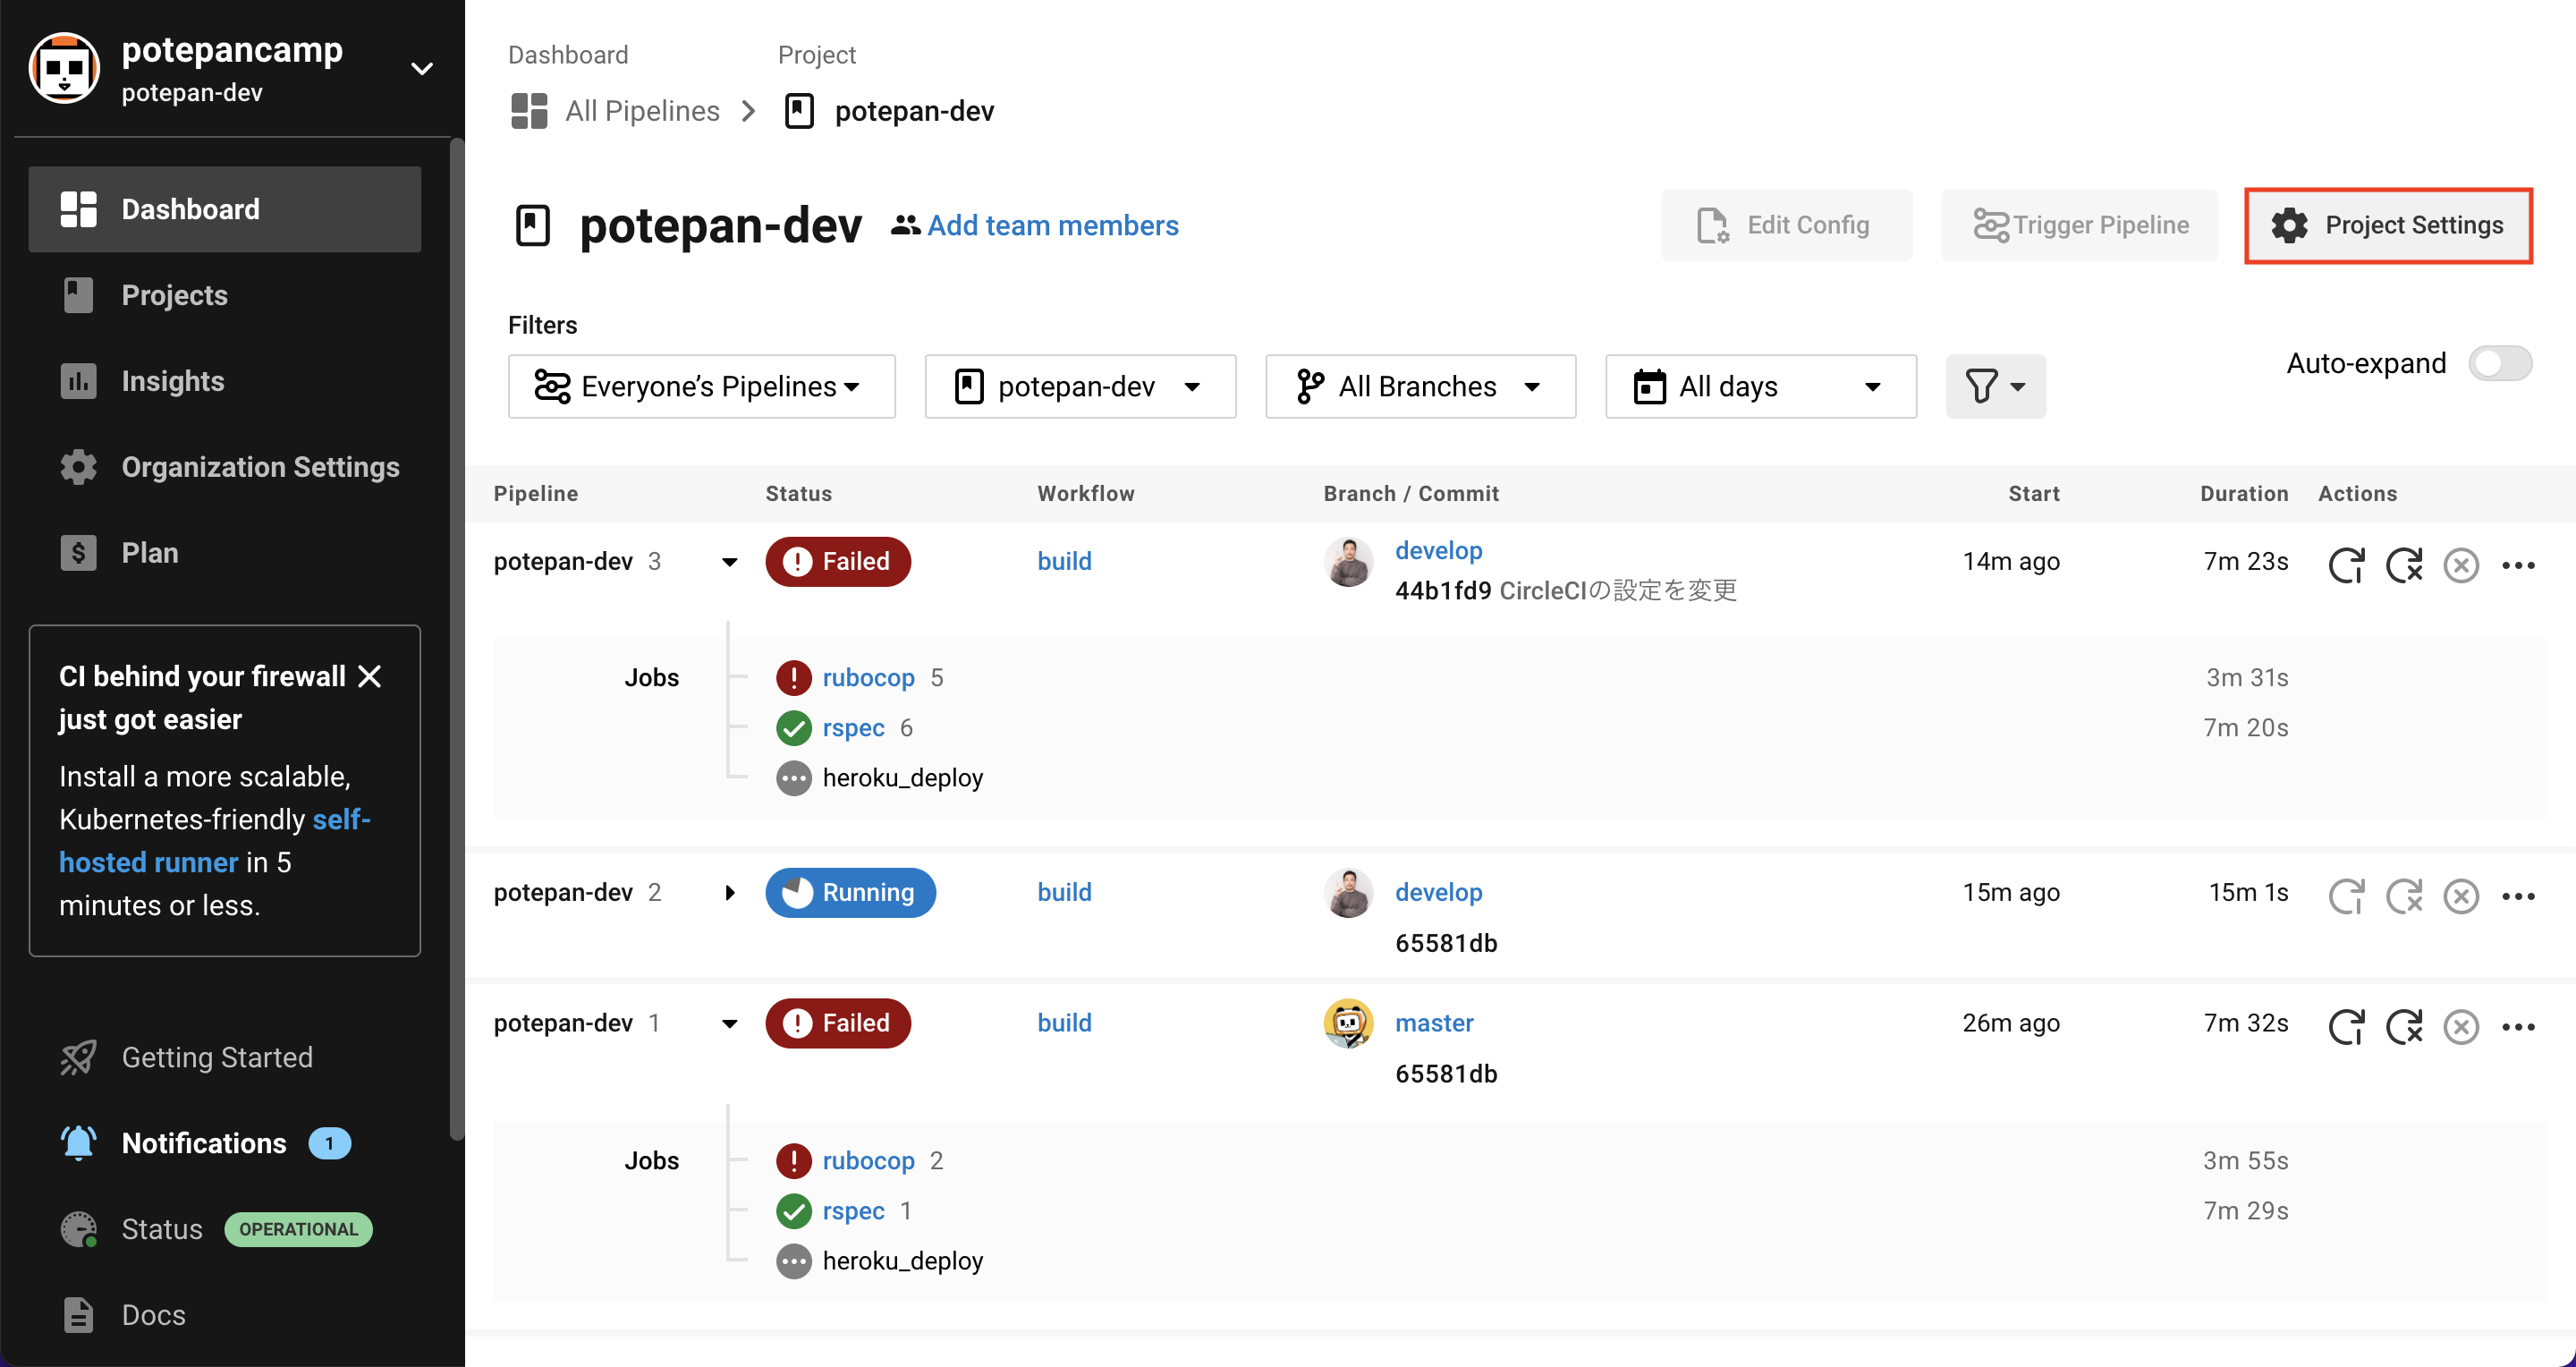 potepancamp
potepan-dev
Dashboard
Projects
Insights
Organization Settings
Plan
CI behind your firewall
just got easier
Install a more scalable,
Kubernetes-friendly self-
hosted runner in 5
minutes or less.
Getting Started
Notifications 1
Status OPERATIONAL
Docs
Dashboard Project
All Pipelines potepan-dev
potepan-dev Add team members Edit Config Trigger Pipeline Project Settings
Filters
Everyone’s Pipelines potepan-dev All Branches All days Auto-expand
Pipeline Status Workflow Branch / Commit Start Duration Actions
potepan-dev 3 Failed build develop 14m ago 7m 23s
44b1fd9 CircleCIの設定を変更
Jobs rubocop 5 3m 31s
rspec 6 7m 20s
heroku_deploy
potepan-dev 2 Running build develop 15m ago 15m 1s
65581db
potepan-dev 1 Failed build master 26m ago 7m 32s
65581db
Jobs rubocop 2 3m 55s
rspec 1 7m 29s
heroku_deploy